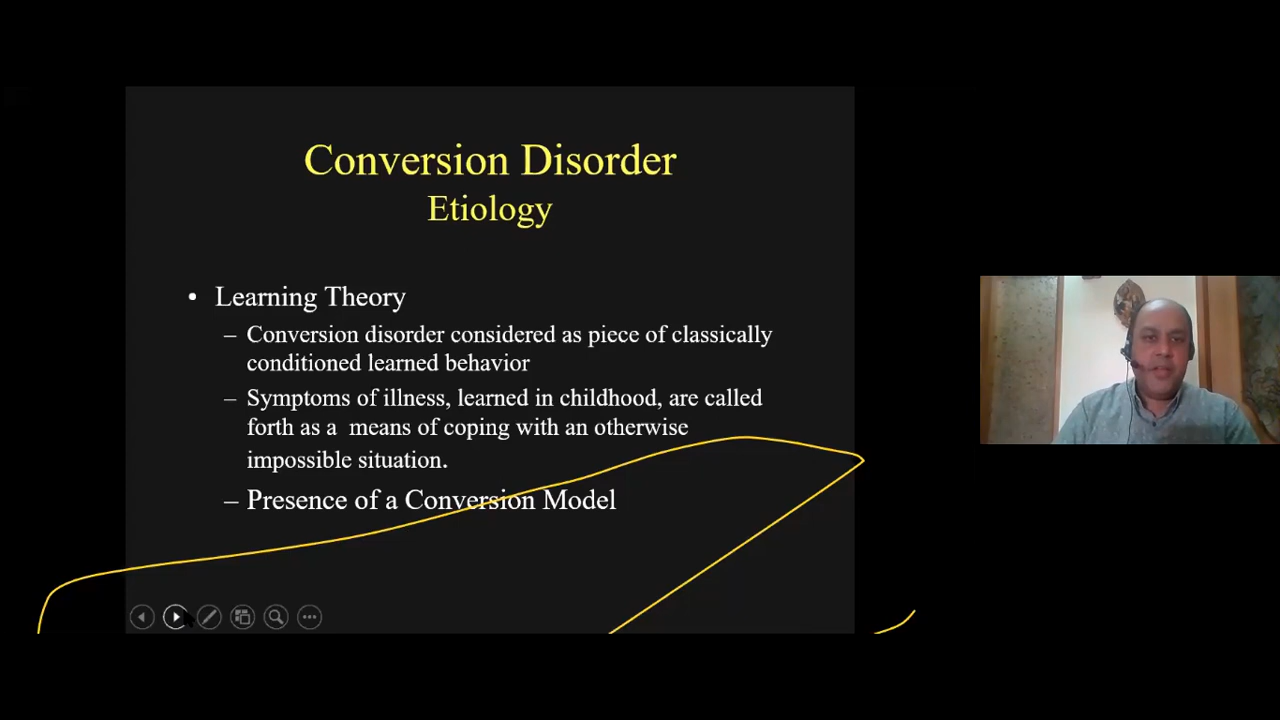 Conversion Disorder
Etiology
• Learning Theory
– Conversion disorder considered as piece of classically
conditioned learned behavior
– Symptoms of illness, learned in childhood, are called
forth as a means of coping with an otherwise
impossible situation.
– Presence of a Conversion Model